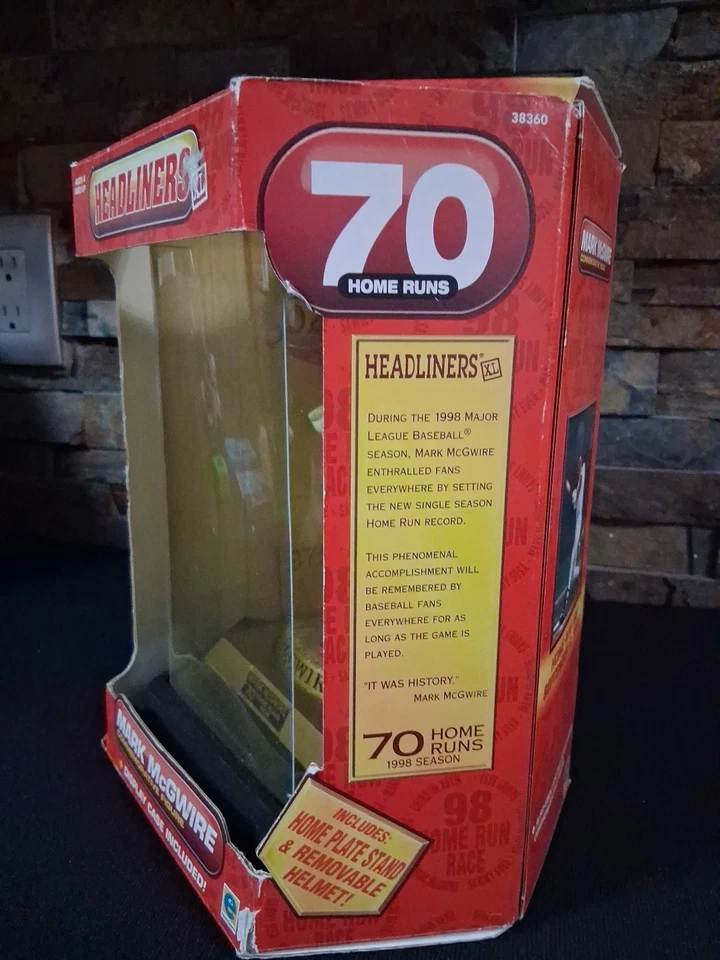 HEADLINERS XL
38360
70
HOME RUNS
MARK McGWIRE
HEADLINERS® XL
DURING THE 1998 MAJOR
LEAGUE BASEBALL®
SEASON, MARK MCGWIRE
ENTHRALLED FANS
EVERYWHERE BY SETTING
THE NEW SINGLE SEASON
HOME RUN RECORD.
THIS PHENOMENAL
ACCOMPLISHMENT WILL
BE REMEMBERED BY
BASEBALL FANS
EVERYWHERE FOR AS
LONG AS THE GAME IS
PLAYED.
"IT WAS HISTORY."
MARK MCGWIRE
70 HOME
RUNS
1998 SEASON
MARK McGWIRE
DISPLAY CASE INCLUDED!
INCLUDES:
HOME PLATE STAND
& REMOVABLE
HELMET!
98
HOME RUN
RACE